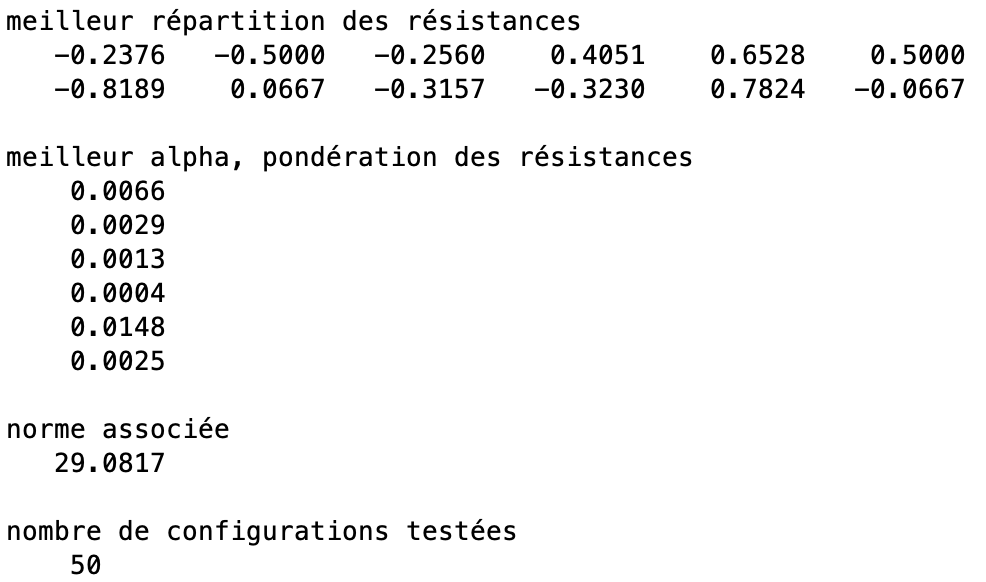 meilleur répartition des résistances
-0.2376 -0.5000 -0.2560 0.4051 0.6528 0.5000
-0.8189 0.0667 -0.3157 -0.3230 0.7824 -0.0667
meilleur alpha, pondération des résistances
0.0066
0.0029
0.0013
0.0004
0.0148
0.0025
norme associée
29.0817
nombre de configurations testées
50